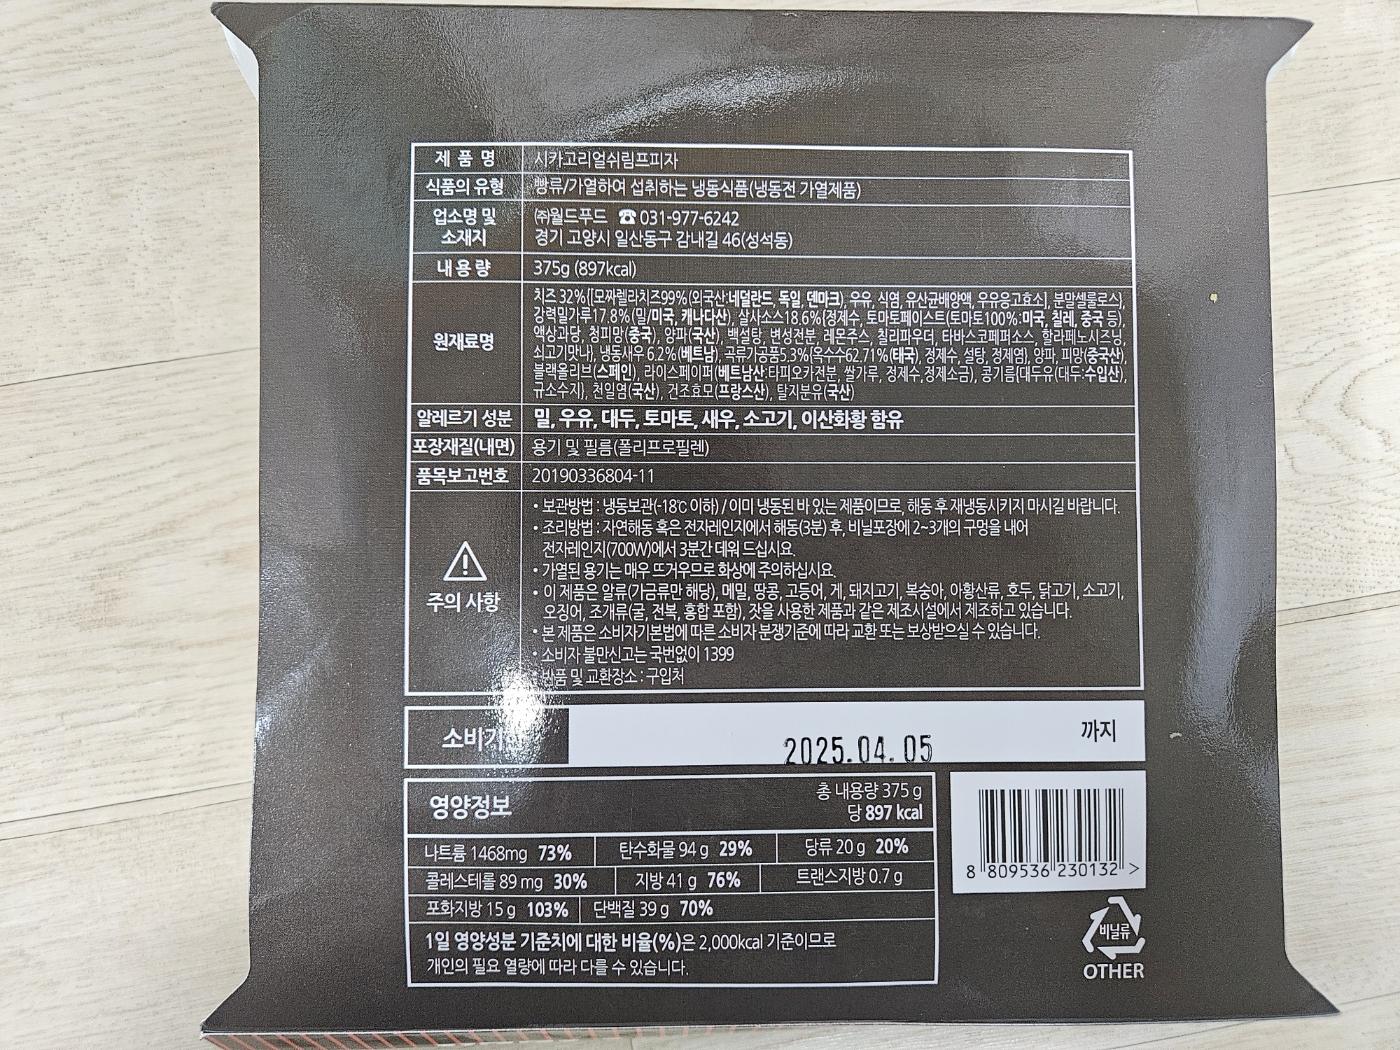 제 품 명 시카고리얼쉬림프피자
식품의 유형 빵류/가열하여 섭취하는 냉동식품(냉동전 가열제품)
업소명 및 소재지 ㈜월드푸드 ☎ 031-977-6242
경기 고양시 일산동구 감내길 46(성석동)
내 용 량 375g (897kcal)
원재료명
치즈 32%{[모짜렐라치즈99%(외국산:네덜란드, 독일, 덴마크), 우유, 식염, 유산균배양액, 우유응고효소], 분말셀룰로스},
강력밀가루17.8%(밀/미국, 캐나다산), 살사소스18.6%{정제수, 토마토페이스트(토마토100%:미국, 칠레, 중국 등),
액상과당, 청피망(중국), 양파(국산), 백설탕, 변성전분, 레몬주스, 칠리파우더, 타바스코페퍼소스, 할라페노시즈닝,
쇠고기맛나}, 냉동새우 6.2%(베트남), 곡류가공품5.3%{옥수수62.71%(태국), 정제수, 설탕, 정제염}, 양파, 피망(중국산),
블랙올리브(스페인), 라이스페이퍼(베트남산:타피오카전분, 쌀가루, 정제수,정제소금), 콩기름{대두유(대두:수입산),
규소수지}, 천일염(국산), 건조효모(프랑스산), 탈지분유(국산)
알레르기 성분 밀, 우유, 대두, 토마토, 새우, 소고기, 이산화황 함유
포장재질(내면) 용기 및 필름(폴리프로필렌)
품목보고번호 20190336804-11
주의 사항
• 보관방법 : 냉동보관(-18℃ 이하) / 이미 냉동된 바 있는 제품이므로, 해동 후 재냉동시키지 마시길 바랍니다.
• 조리방법 : 자연해동 혹은 전자레인지에서 해동(3분) 후, 비닐포장에 2~3개의 구멍을 내어
전자레인지(700W)에서 3분간 데워 드십시요.
• 가열된 용기는 매우 뜨거우므로 화상에 주의하십시요.
• 이 제품은 알류(가금류만 해당), 메밀, 땅콩, 고등어, 게, 돼지고기, 복숭아, 아황산류, 호두, 닭고기, 소고기,
오징어, 조개류(굴, 전복, 홍합 포함), 잣을 사용한 제품과 같은 제조시설에서 제조하고 있습니다.
• 본 제품은 소비자기본법에 따른 소비자 분쟁기준에 따라 교환 또는 보상받으실 수 있습니다.
• 소비자 불만신고는 국번없이 1399
반품 및 교환장소 : 구입처
2025.04.05 까지
영양정보 총 내용량 375 g
당 897 kcal
나트륨 1468mg 73% 탄수화물 94 g 29% 당류 20 g 20%
콜레스테롤 89 mg 30% 지방 41 g 76% 트랜스지방 0.7 g
포화지방 15 g 103% 단백질 39 g 70%
1일 영양성분 기준치에 대한 비율(%)은 2,000kcal 기준이므로
개인의 필요 열량에 따라 다를 수 있습니다.
8 809536 230132 >
비닐류
OTHER